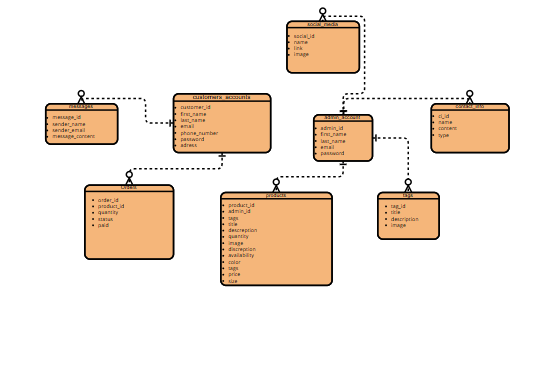 social_media
social_id
name
link
image
customers_accounts
customer_id
first_name
last_name
email
phone_number
password
adress
messages
message_id
sender_name
sender_email
message_content
admin_account
admin_id
first_name
last_name
email
password
contact_info
ci_id
name
content
type
Orders
order_id
product_id
quantity
status
paid
products
product_id
admin_id
tags
title
descreption
quantity
image
discreption
availability
color
tags
price
size
tags
tag_id
title
description
image